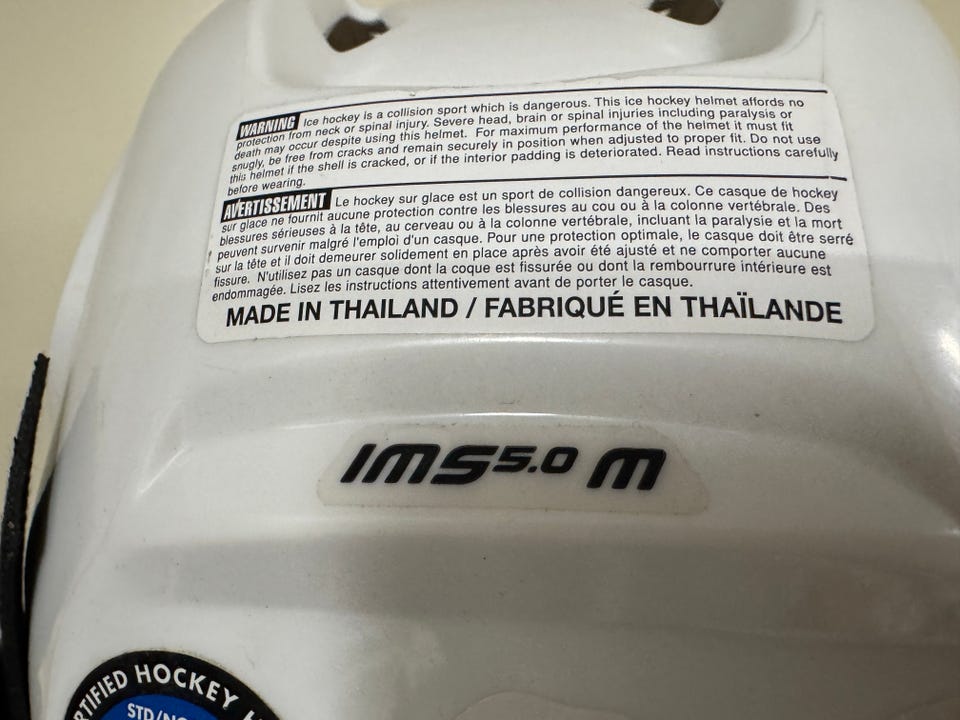 WARNING Ice hockey is a collision sport which is dangerous. This ice hockey helmet affords no
protection from neck or spinal injury. Severe head, brain or spinal injuries including paralysis or
death may occur despite using this helmet. For maximum performance of the helmet it must fit
snugly, be free from cracks and remain securely in position when adjusted to proper fit. Do not use
this helmet if the shell is cracked, or if the interior padding is deteriorated. Read instructions carefully
before wearing.
AVERTISSEMENT Le hockey sur glace est un sport de collision dangereux. Ce casque de hockey
sur glace ne fournit aucune protection contre les blessures au cou ou à la colonne vertébrale. Des
blessures sérieuses à la tête, au cerveau ou à la colonne vertébrale, incluant la paralysie et la mort
peuvent survenir malgré l'emploi d'un casque. Pour une protection optimale, le casque doit être serré
sur la tête et il doit demeurer solidement en place après avoir été ajusté et ne comporter aucune
fissure. N'utilisez pas un casque dont la coque est fissurée ou dont la rembourrure intérieure est
endommagée. Lisez les instructions attentivement avant de porter le casque.
MADE IN THAILAND / FABRIQUÉ EN THAÏLANDE
IMS 5.0 M
HOCKEY